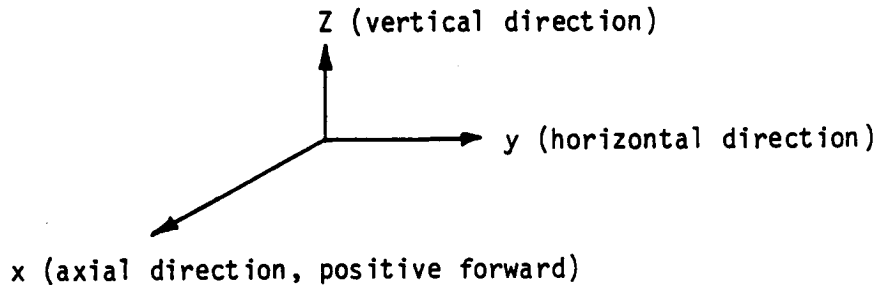 Z (vertical direction)
y (horizontal direction)
x (axial direction, positive forward)